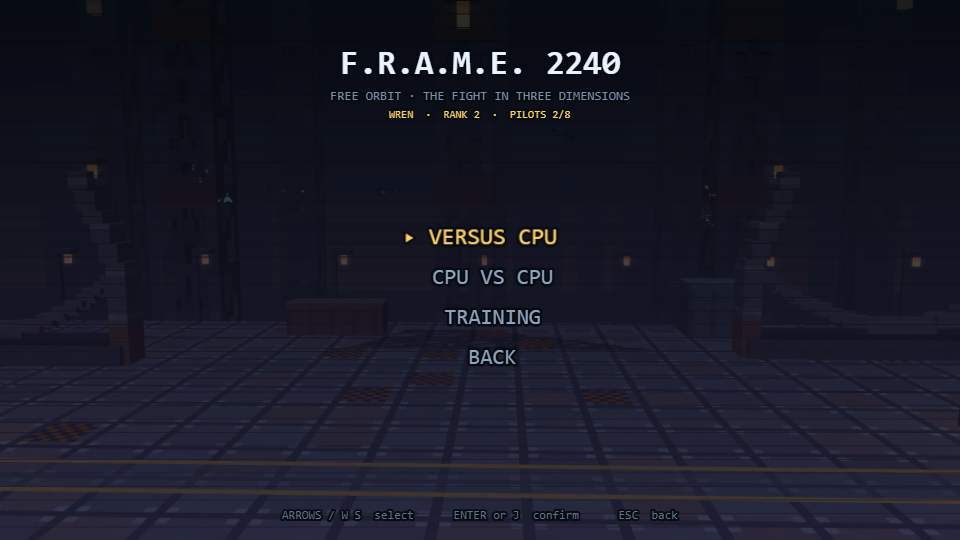 F.R.A.M.E. 2240
FREE ORBIT · THE FIGHT IN THREE DIMENSIONS
WREN · RANK 2 · PILOTS 2/8
▸ VERSUS CPU
CPU VS CPU
TRAINING
BACK
ARROWS / W S select ENTER or J confirm ESC back